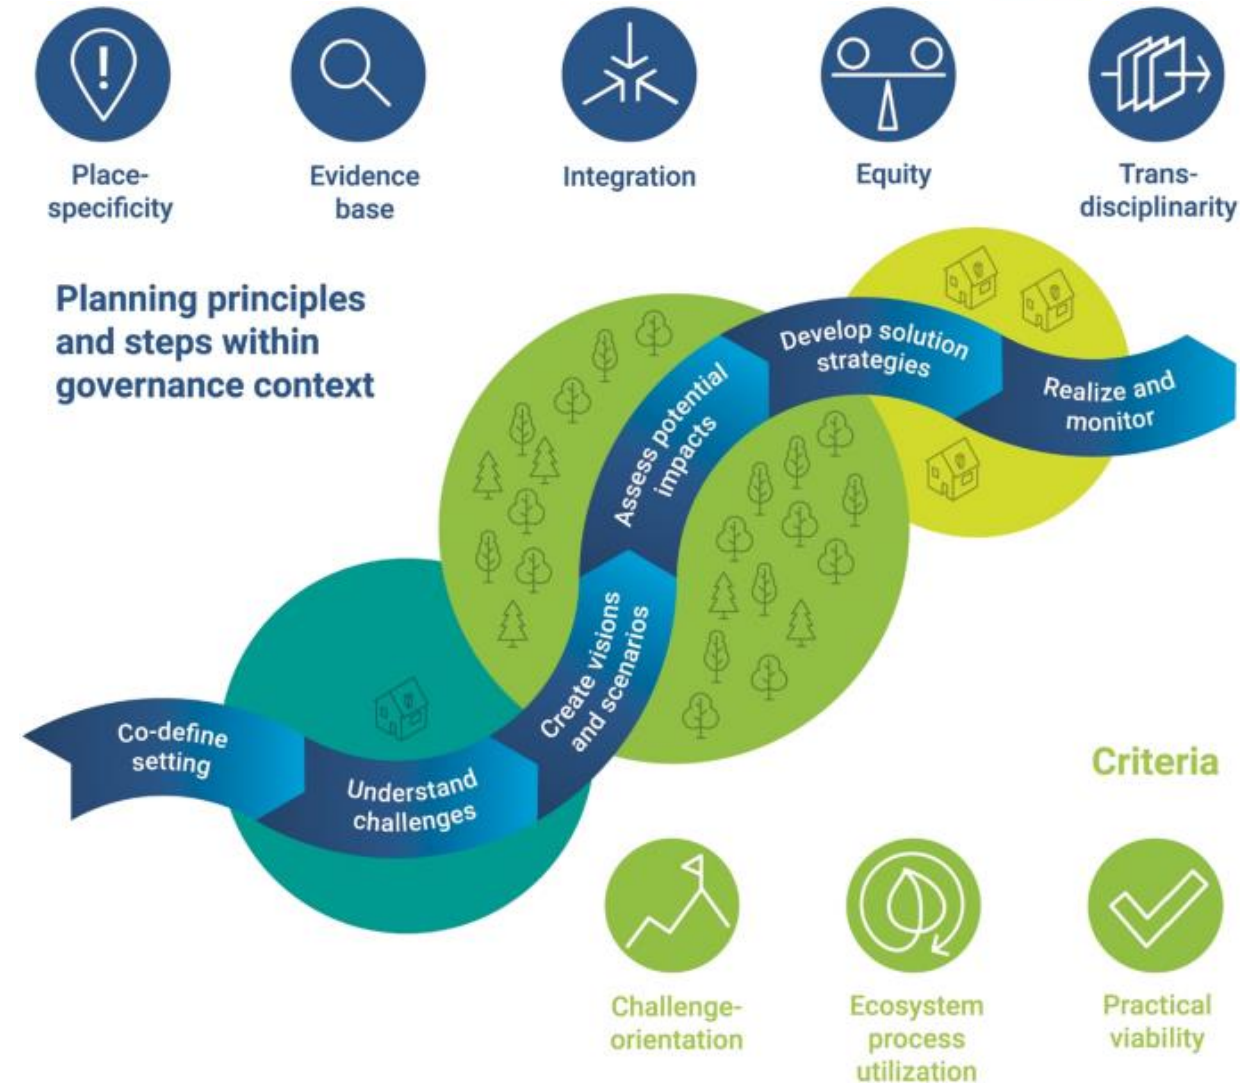 Place-
specificity
Evidence
base
Integration
Equity
Trans-
disciplinarity
Planning principles
and steps within
governance context
Co-define
setting
Understand
challenges
Create visions
and scenarios
Assess potential
impacts
Develop solution
strategies
Realize and
monitor
Criteria
Challenge-
orientation
Ecosystem
process
utilization
Practical
viability